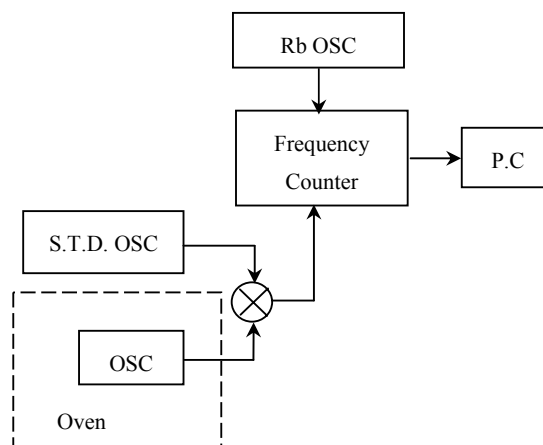 Rb OSC
Frequency
Counter
P.C
S.T.D. OSC
OSC
Oven